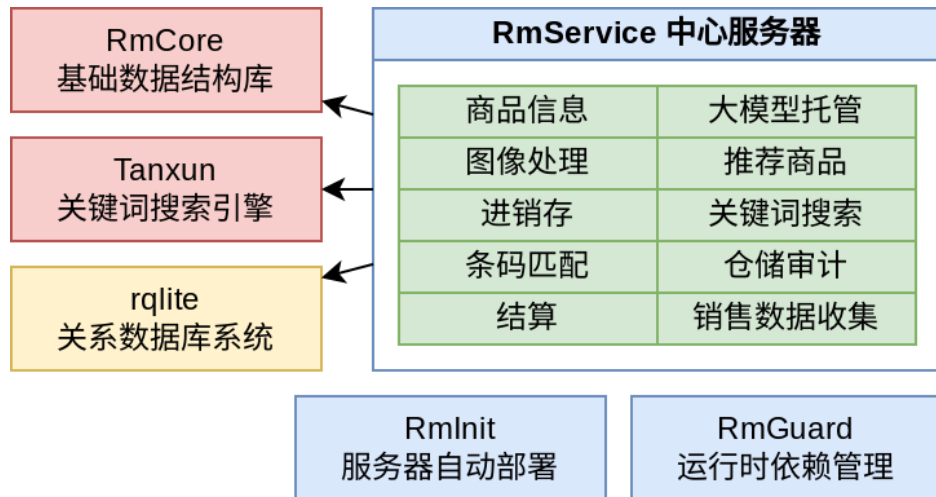 RmCore
基础数据结构库
Tanxun
关键词搜索引擎
rqlite
关系数据库系统
RmService 中心服务器
商品信息
大模型托管
图像处理
推荐商品
进销存
关键词搜索
条码匹配
仓储审计
结算
销售数据收集
RmInit
服务器自动部署
RmGuard
运行时依赖管理